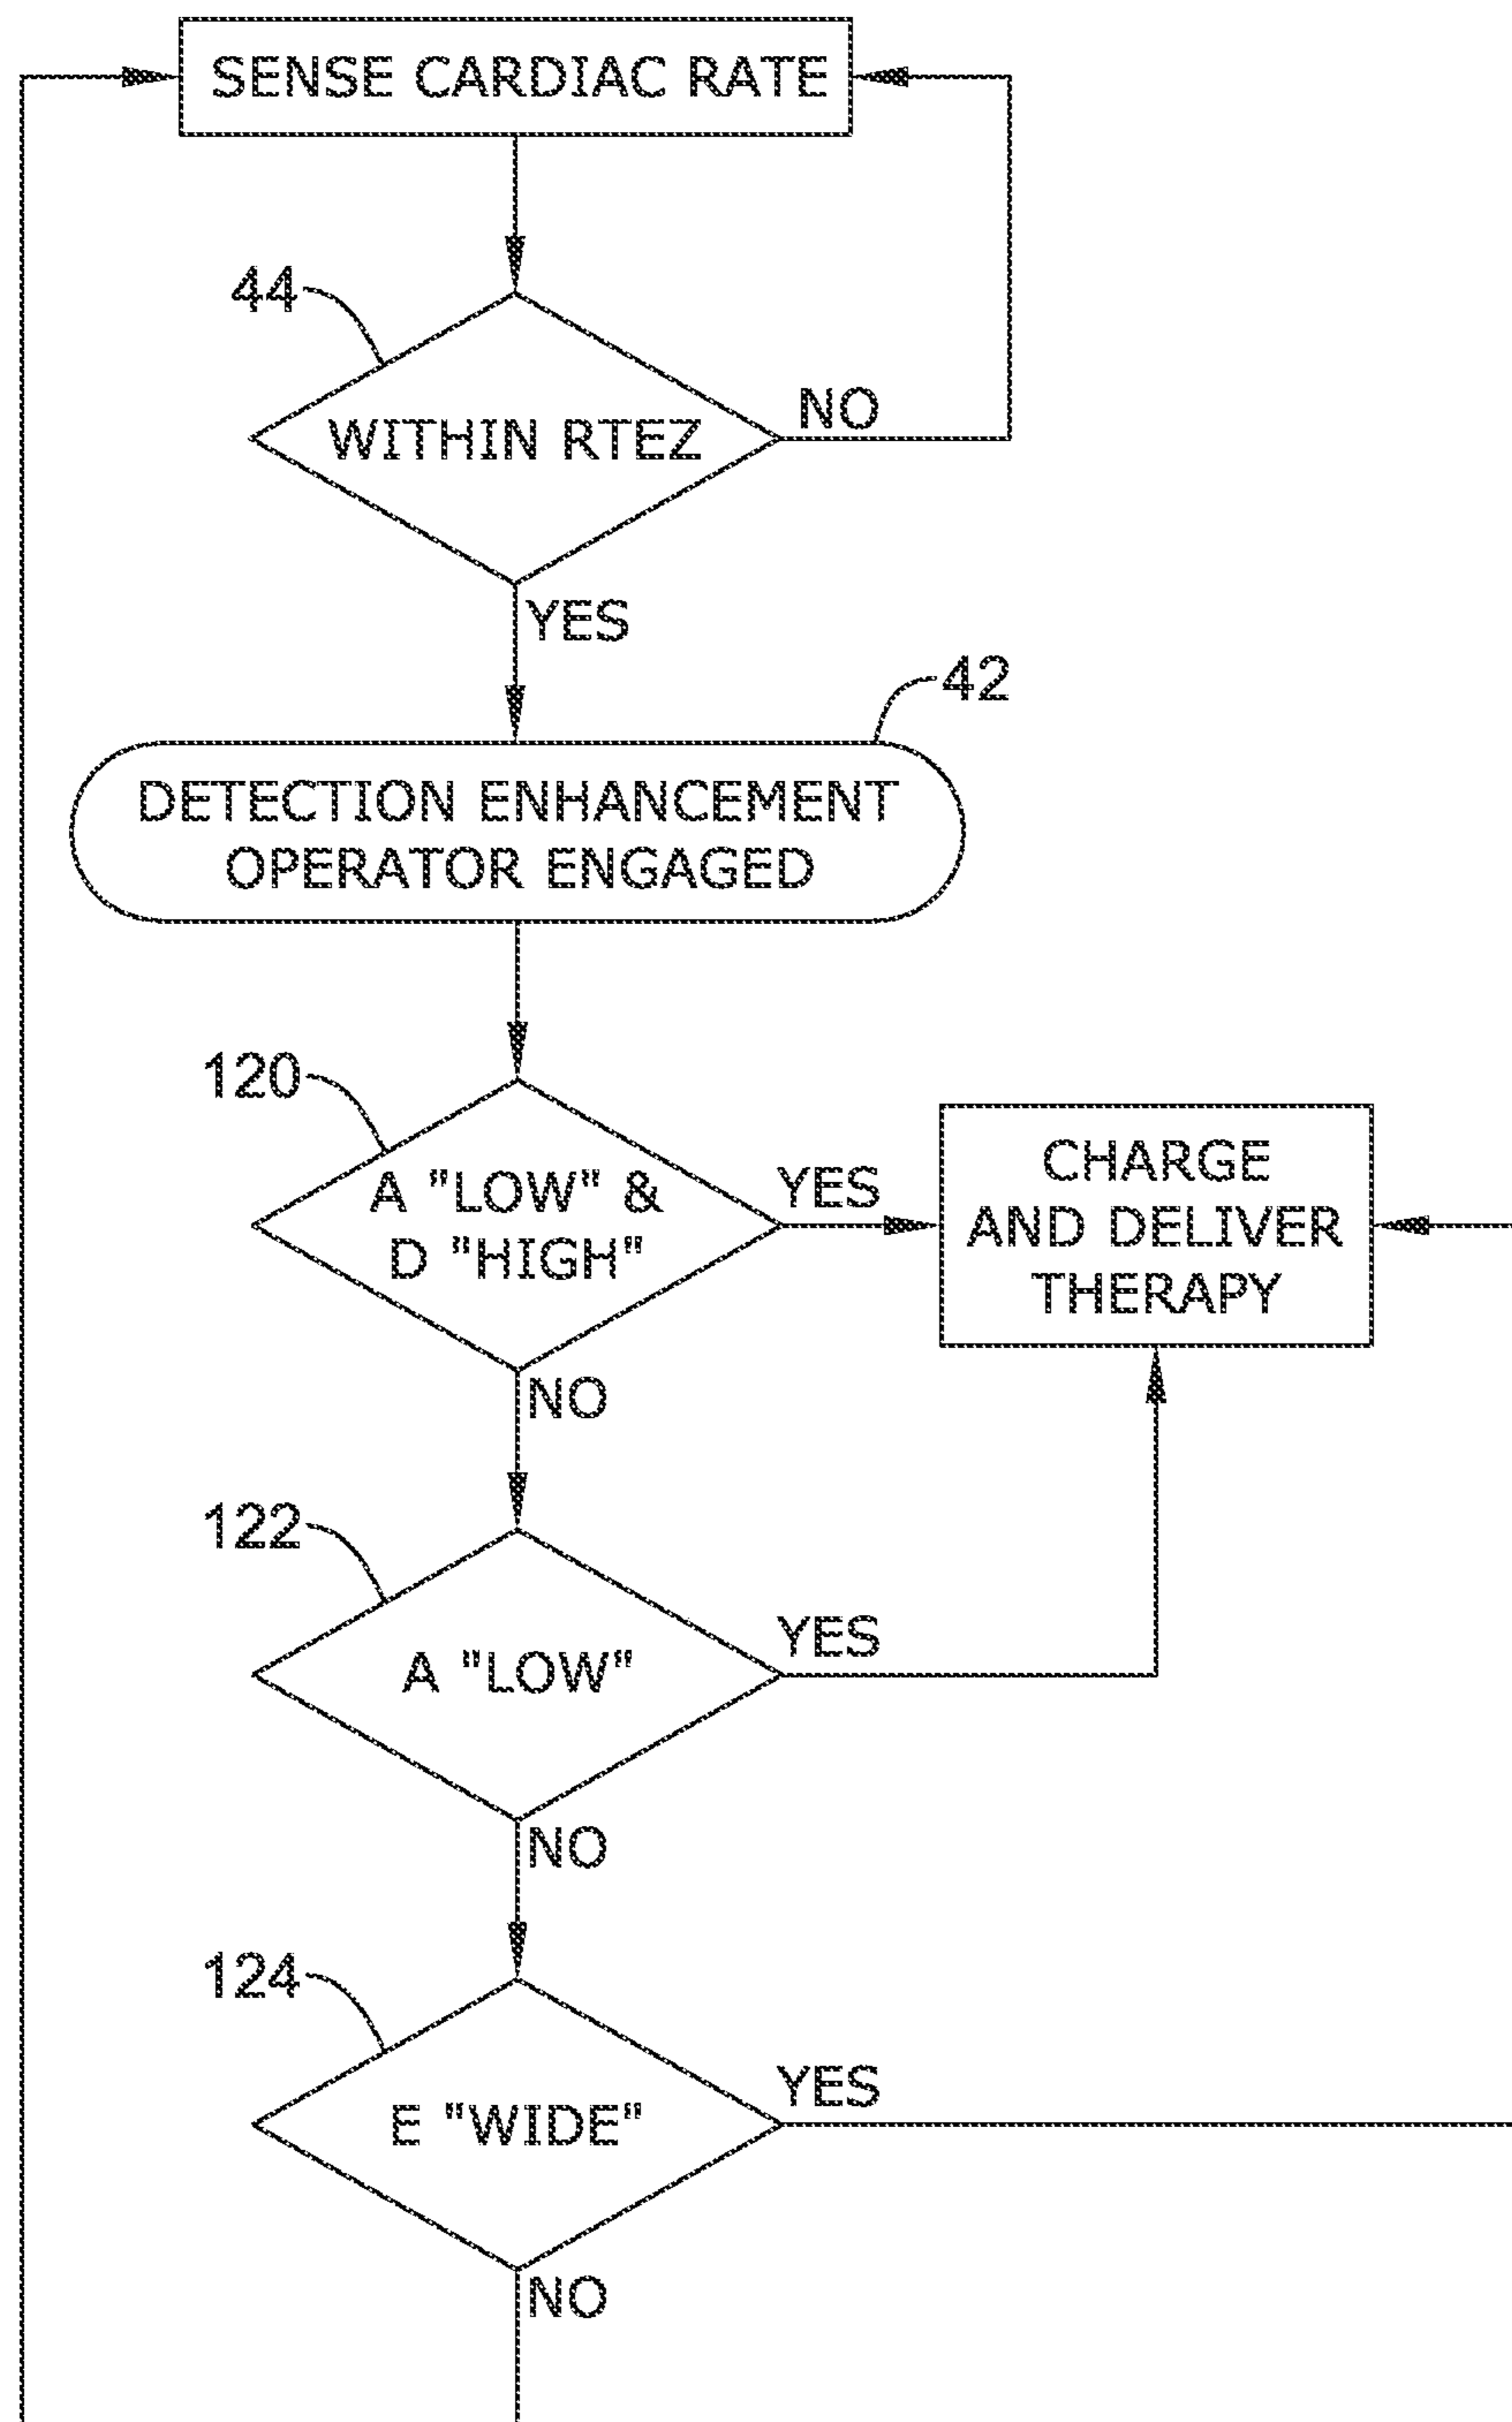 SENSE CARDIAC RATE
44
WITHIN RTEZ
NO
YES
42
DETECTION ENHANCEMENT
OPERATOR ENGAGED
120
A "LOW" &
D "HIGH"
YES
CHARGE
AND DELIVER
THERAPY
NO
122
A "LOW"
YES
NO
124
E "WIDE"
YES
NO